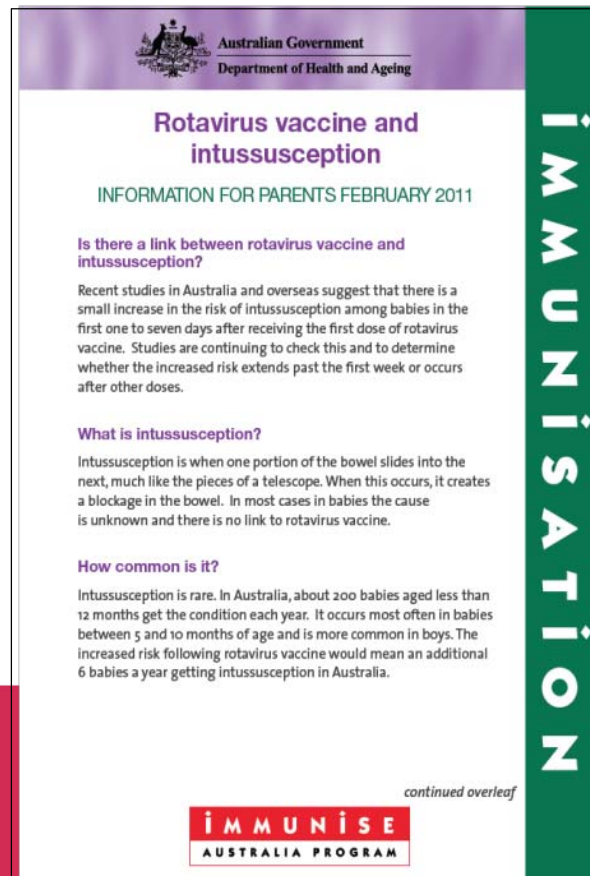 Australian Government
Department of Health and Ageing
Rotavirus vaccine and
intussusception
INFORMATION FOR PARENTS FEBRUARY 2011
Is there a link between rotavirus vaccine and
intussusception?
Recent studies in Australia and overseas suggest that there is a
small increase in the risk of intussusception among babies in the
first one to seven days after receiving the first dose of rotavirus
vaccine. Studies are continuing to check this and to determine
whether the increased risk extends past the first week or occurs
after other doses.
What is intussusception?
Intussusception is when one portion of the bowel slides into the
next, much like the pieces of a telescope. When this occurs, it creates
a blockage in the bowel. In most cases in babies the cause
is unknown and there is no link to rotavirus vaccine.
How common is it?
Intussusception is rare. In Australia, about 200 babies aged less than
12 months get the condition each year. It occurs most often in babies
between 5 and 10 months of age and is more common in boys. The
increased risk following rotavirus vaccine would mean an additional
6 babies a year getting intussusception in Australia.
continued overleaf
iMMUNiSE
AUSTRALIA PROGRAM
iMMUNiSATiON